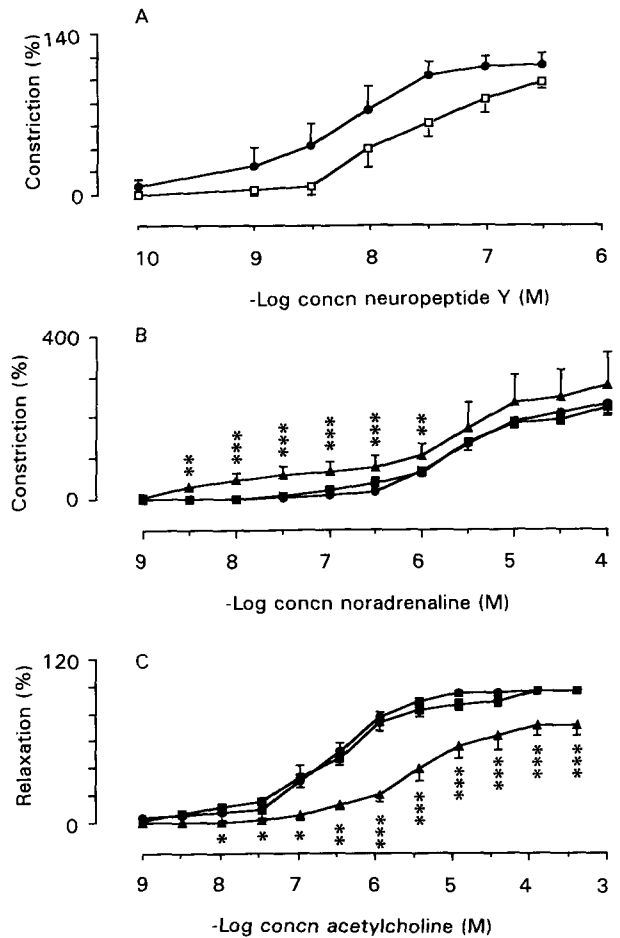 A
140
0
Constriction (%)
10 9 8 7 6
-Log concn neuropeptide Y (M)
B
400
0
Constriction (%)
** *** *** *** *** **
9 8 7 6 5 4
-Log concn noradrenaline (M)
C
120
0
Relaxation (%)
* * * ** *** *** *** *** *** ***
9 8 7 6 5 4 3
-Log concn acetylcholine (M)